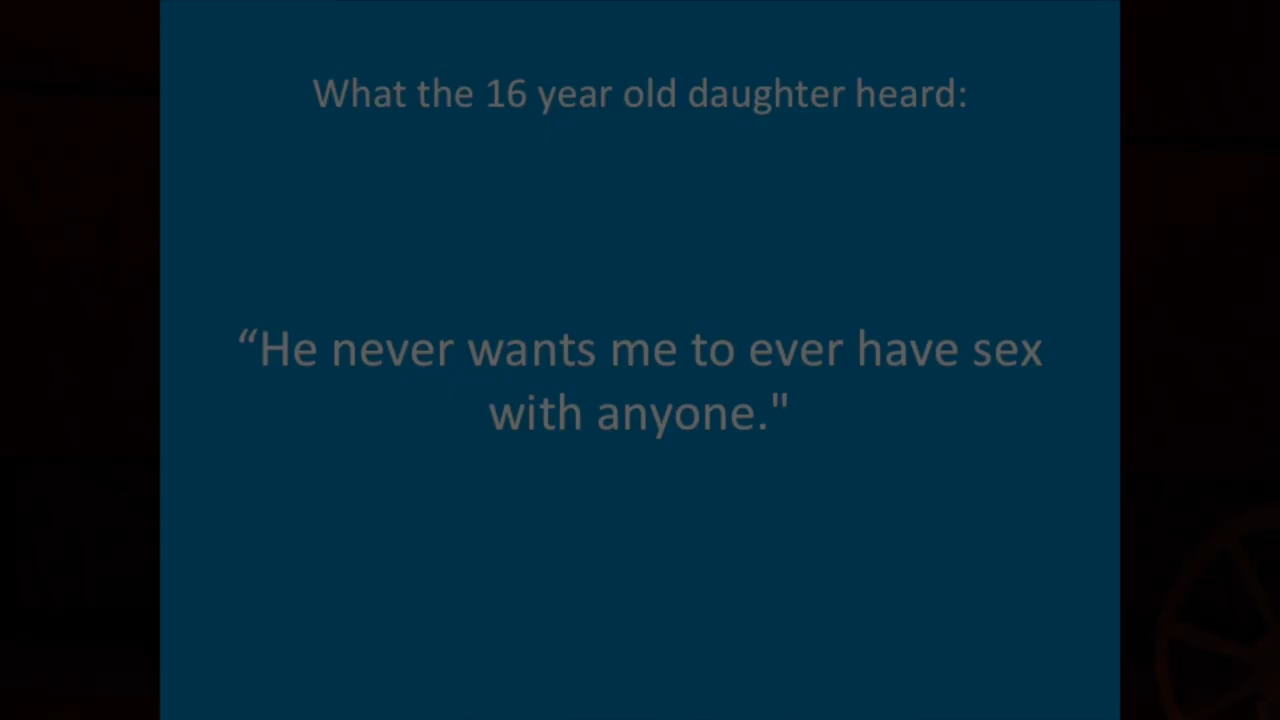 What the 16 year old daughter heard:
“He never wants me to ever have sex
with anyone."